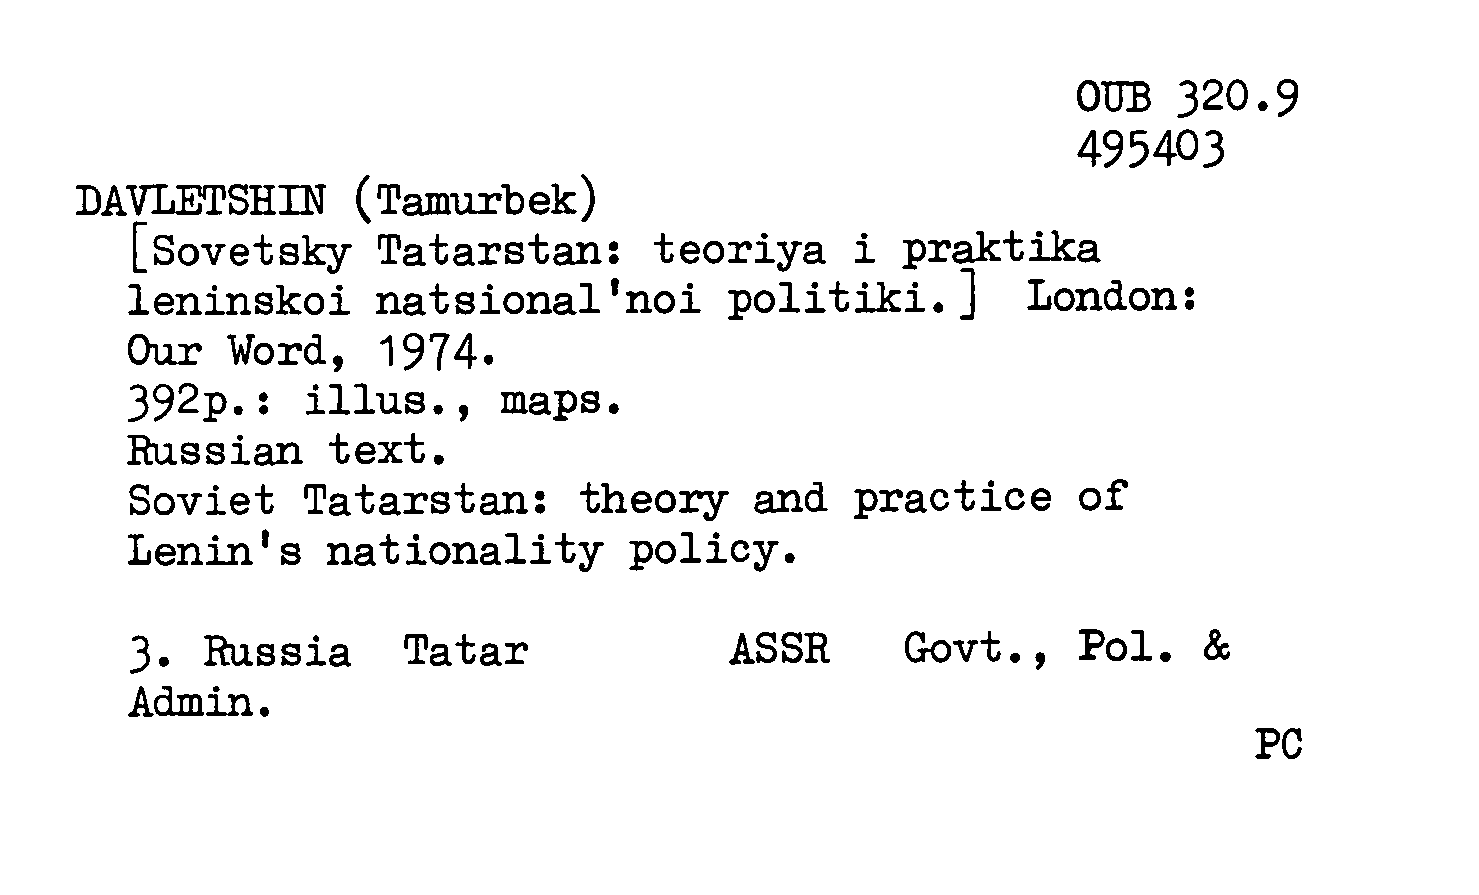 OUB 320.9
495403
DAVLETSHIN (Tamurbek)
[Sovetsky Tatarstan: teoriya i praktika
leninskoi natsional'noi politiki.] London:
Our Word, 1974.
392p.: illus., maps.
Russian text.
Soviet Tatarstan: theory and practice of
Lenin's nationality policy.
3. Russia Tatar ASSR Govt., Pol. &
Admin.
PC